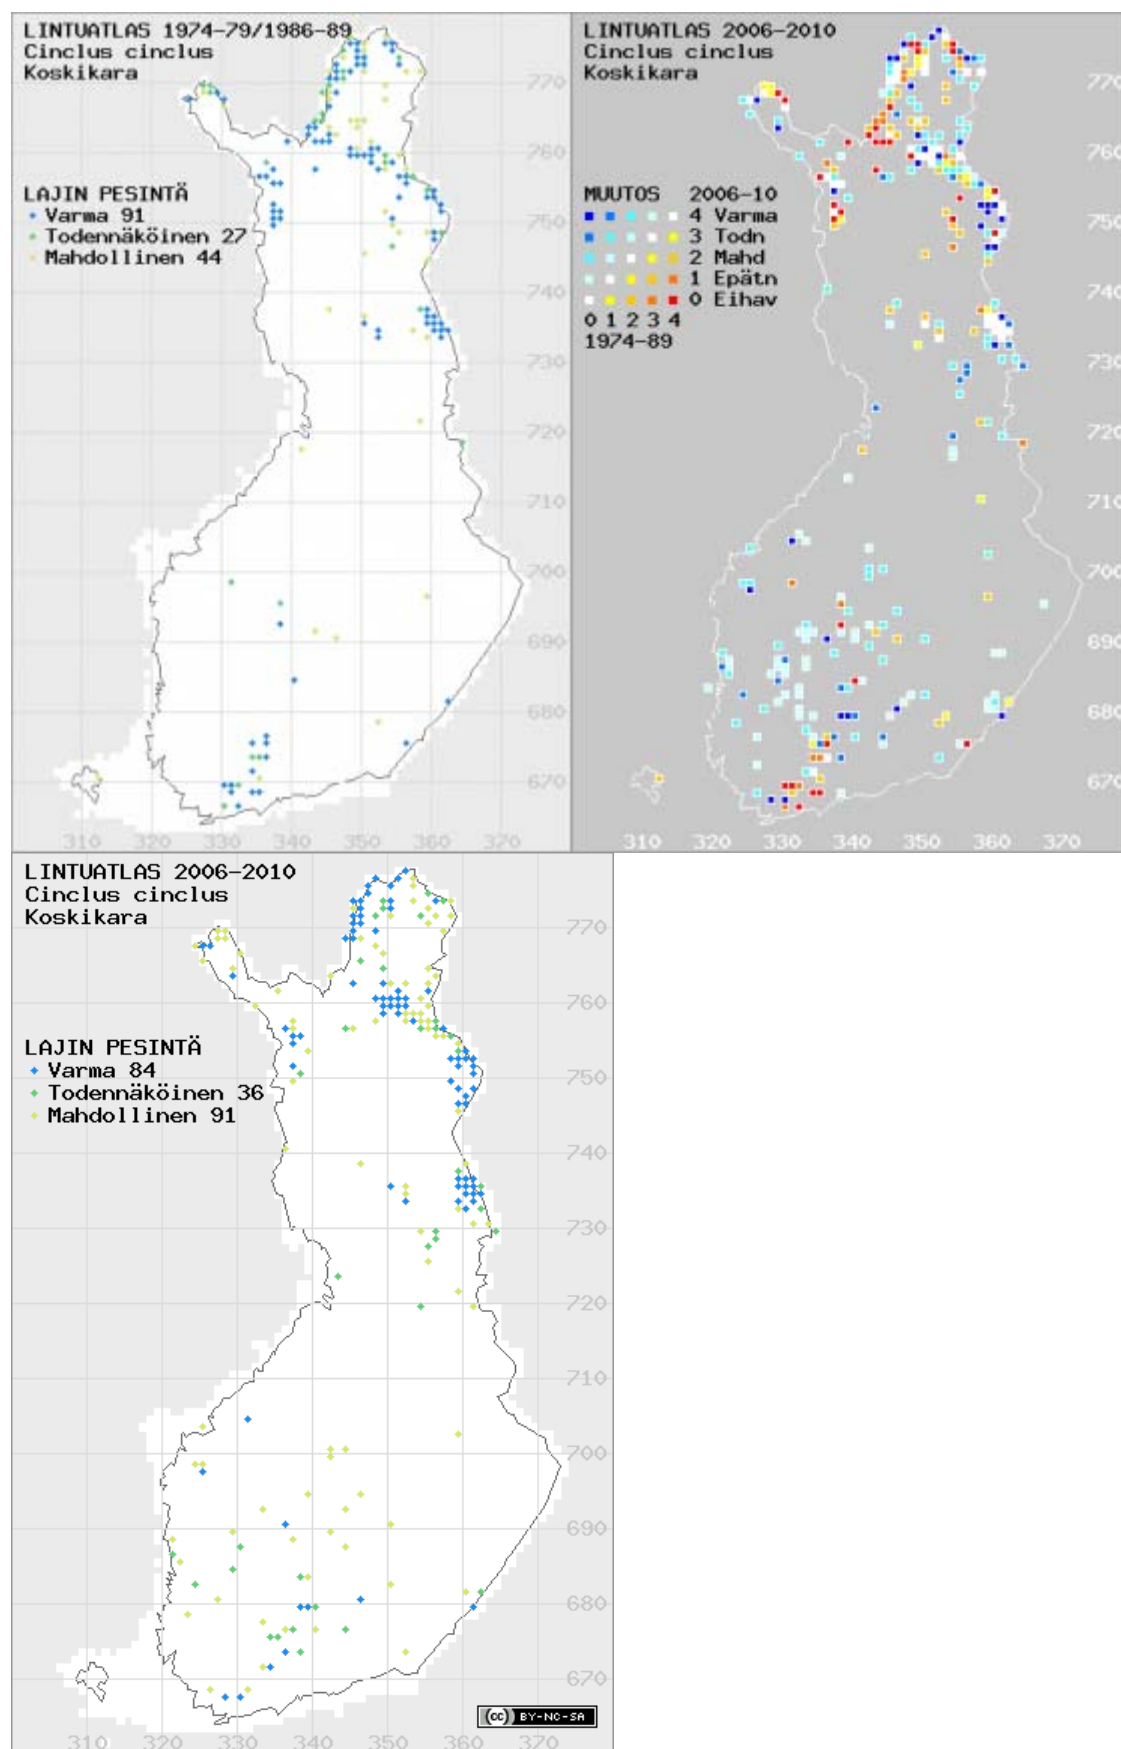 LINTUATLAS 1974-79/1986-89
Cinclus cinclus
Koskikara
LAJIN PESINTÄ
Varma 91
Todennäköinen 27
Mahdollinen 44
770
760
750
740
730
720
710
700
690
680
670
310 320 330 340 350 360 370
LINTUATLAS 2006-2010
Cinclus cinclus
Koskikara
MUUTOS 2006-10
4 Varma
3 Todn
2 Mahd
1 Epätn
0 Eihav
0 1 2 3 4
1974-89
770
760
750
740
730
720
710
700
690
680
670
310 320 330 340 350 360 370
LINTUATLAS 2006-2010
Cinclus cinclus
Koskikara
LAJIN PESINTÄ
Varma 84
Todennäköinen 36
Mahdollinen 91
770
760
750
740
730
720
710
700
690
680
670
310 320 330 340 350 360 370
(cc) BY-NC-SA